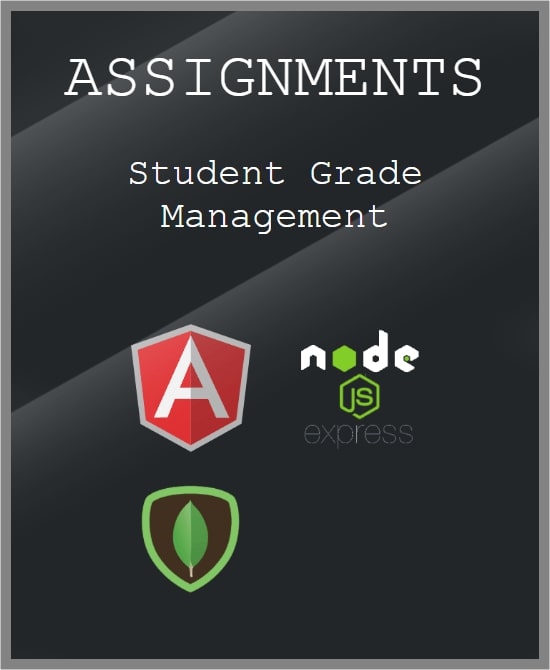 ASSIGNMENTS
Student Grade
Management
A
node
JS
express